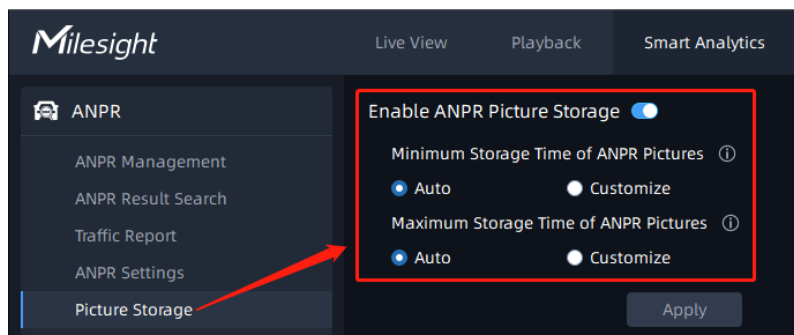 Milesight
Live View
Playback
Smart Analytics
ANPR
ANPR Management
ANPR Result Search
Traffic Report
ANPR Settings
Picture Storage
Enable ANPR Picture Storage
Minimum Storage Time of ANPR Pictures
Auto
Customize
Maximum Storage Time of ANPR Pictures
Auto
Customize
Apply